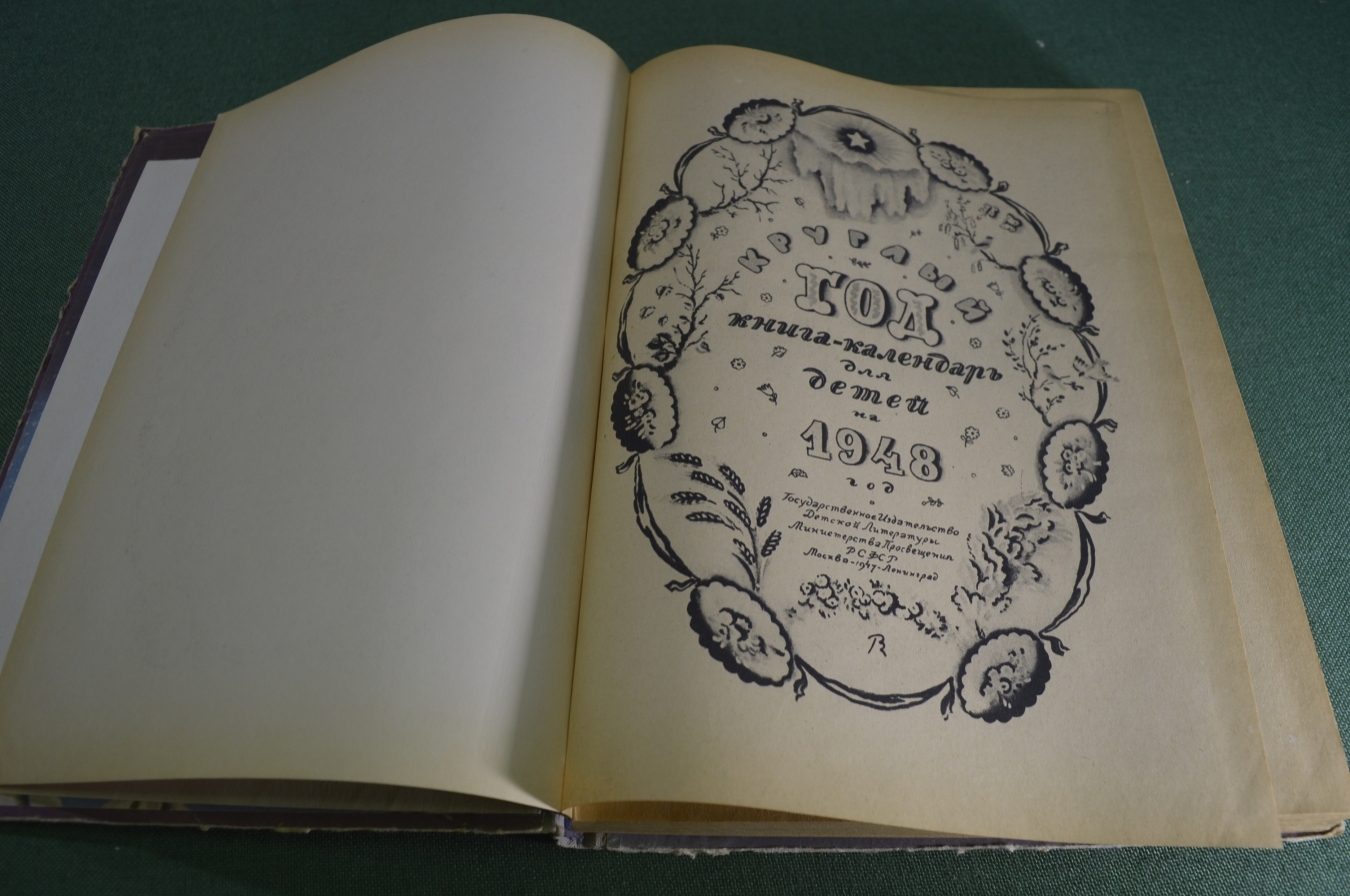 КРУГЛЫЙ
ГОД
книга-календарь
для
детей
на
1948
год
Государственное Издательство
Детской Литературы
Министерства Просвещения
РСФСР
Москва-1947-Ленинград